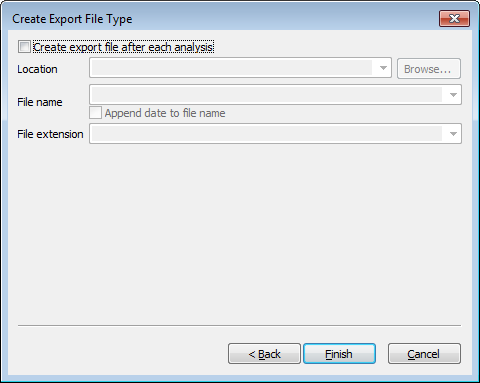 Create Export File Type
Create export file after each analysis
Location
Browse...
File name
Append date to file name
File extension
< Back
Finish
Cancel